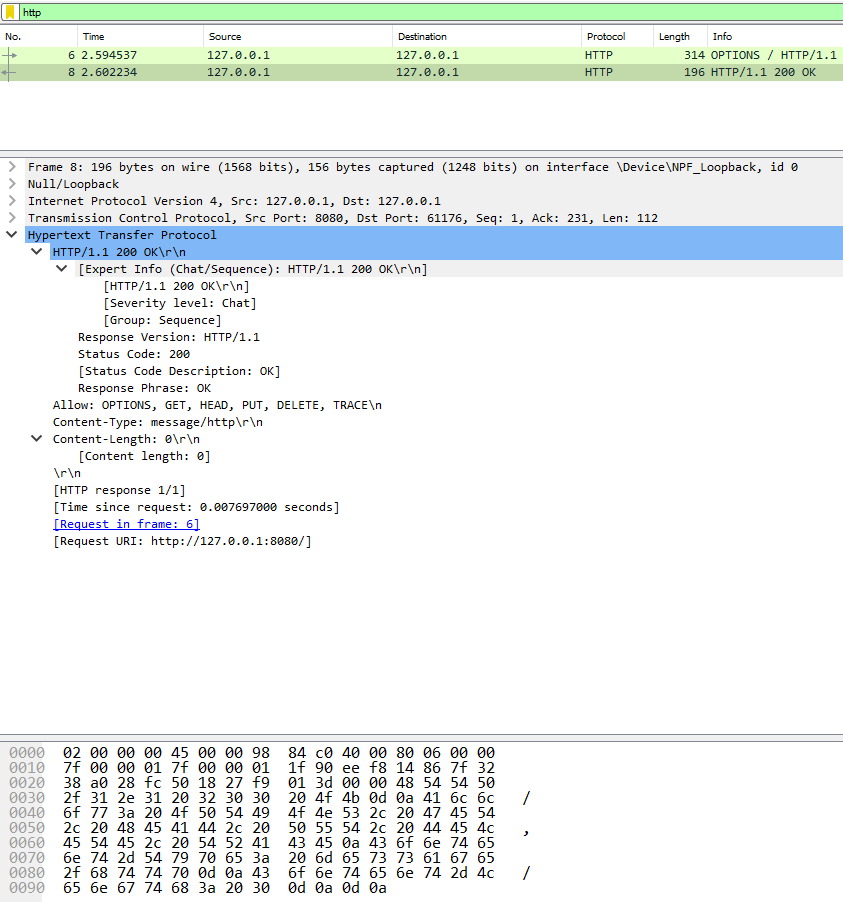 http
No. Time Source Destination Protocol Length Info
6 2.594537 127.0.0.1 127.0.0.1 HTTP 314 OPTIONS / HTTP/1.1
8 2.602234 127.0.0.1 127.0.0.1 HTTP 196 HTTP/1.1 200 OK
Frame 8: 196 bytes on wire (1568 bits), 156 bytes captured (1248 bits) on interface \Device\NPF_Loopback, id 0
Null/Loopback
Internet Protocol Version 4, Src: 127.0.0.1, Dst: 127.0.0.1
Transmission Control Protocol, Src Port: 8080, Dst Port: 61176, Seq: 1, Ack: 231, Len: 112
Hypertext Transfer Protocol
HTTP/1.1 200 OK\r\n
[Expert Info (Chat/Sequence): HTTP/1.1 200 OK\r\n]
[HTTP/1.1 200 OK\r\n]
[Severity level: Chat]
[Group: Sequence]
Response Version: HTTP/1.1
Status Code: 200
[Status Code Description: OK]
Response Phrase: OK
Allow: OPTIONS, GET, HEAD, PUT, DELETE, TRACE\n
Content-Type: message/http\r\n
Content-Length: 0\r\n
[Content length: 0]
\r\n
[HTTP response 1/1]
[Time since request: 0.007697000 seconds]
[Request in frame: 6]
[Request URI: http://127.0.0.1:8080/]
0000 02 00 00 00 45 00 00 98 84 c0 40 00 80 06 00 00
0010 7f 00 00 01 7f 00 00 01 1f 90 ee f8 14 86 7f 32
0020 38 a0 28 fc 50 18 27 f9 01 3d 00 00 48 54 54 50
0030 2f 31 2e 31 20 32 30 30 20 4f 4b 0d 0a 41 6c 6c /
0040 6f 77 3a 20 4f 50 54 49 4f 4e 53 2c 20 47 45 54
0050 2c 20 48 45 41 44 2c 20 50 55 54 2c 20 44 45 4c ,
0060 45 54 45 2c 20 54 52 41 43 45 0a 43 6f 6e 74 65
0070 6e 74 2d 54 79 70 65 3a 20 6d 65 73 73 61 67 65
0080 2f 68 74 74 70 0d 0a 43 6f 6e 74 65 6e 74 2d 4c /
0090 65 6e 67 74 68 3a 20 30 0d 0a 0d 0a